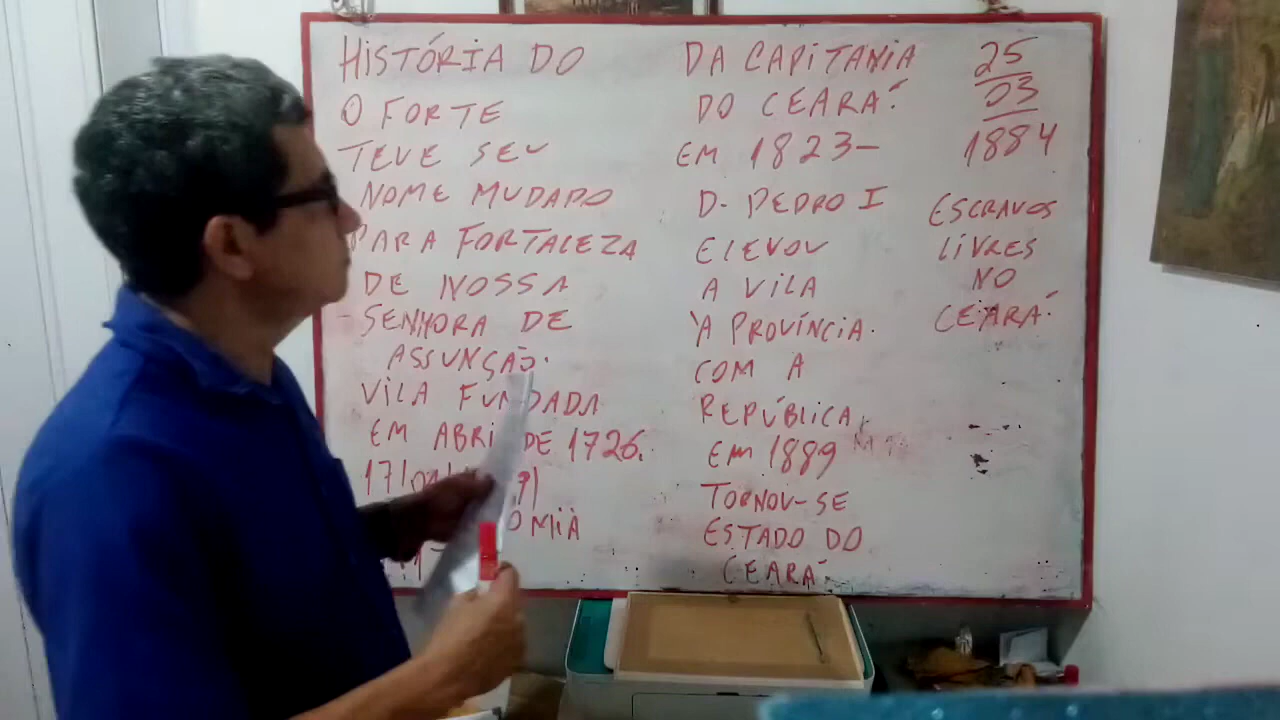 HISTÓRIA DO
O FORTE
TEVE SEU
NOME MUDADO
PARA FORTALEZA
DE NOSSA
SENHORA DE
ASSUNÇÃO.
VILA FUNDADA
EM ABRI DE 1726.
DA CAPITANIA
DO CEARÁ.
EM 1823-
D. PEDRO I
ELEVOU
A VILA
À PROVÍNCIA.
COM A
REPÚBLICA,
EM 1889
TORNOU-SE
ESTADO DO
CEARÁ
25
03
1884
ESCRAVOS
LIVRES
NO
CEARÁ.